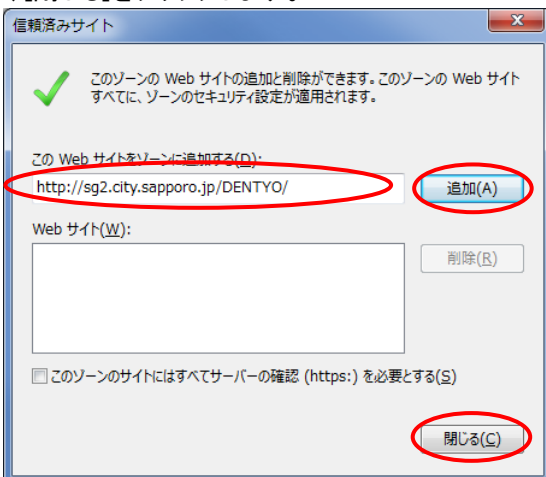 信頼済みサイト
このゾーンの Web サイトの追加と削除ができます。このゾーンの Web サイト
すべてに、ゾーンのセキュリティ設定が適用されます。
この Web サイトをゾーンに追加する(D):
http://sg2.city.sapporo.jp/DENTYO/
追加(A)
Web サイト(W):
削除(R)
このゾーンのサイトにはすべてサーバーの確認 (https:) を必要とする(S)
閉じる(C)